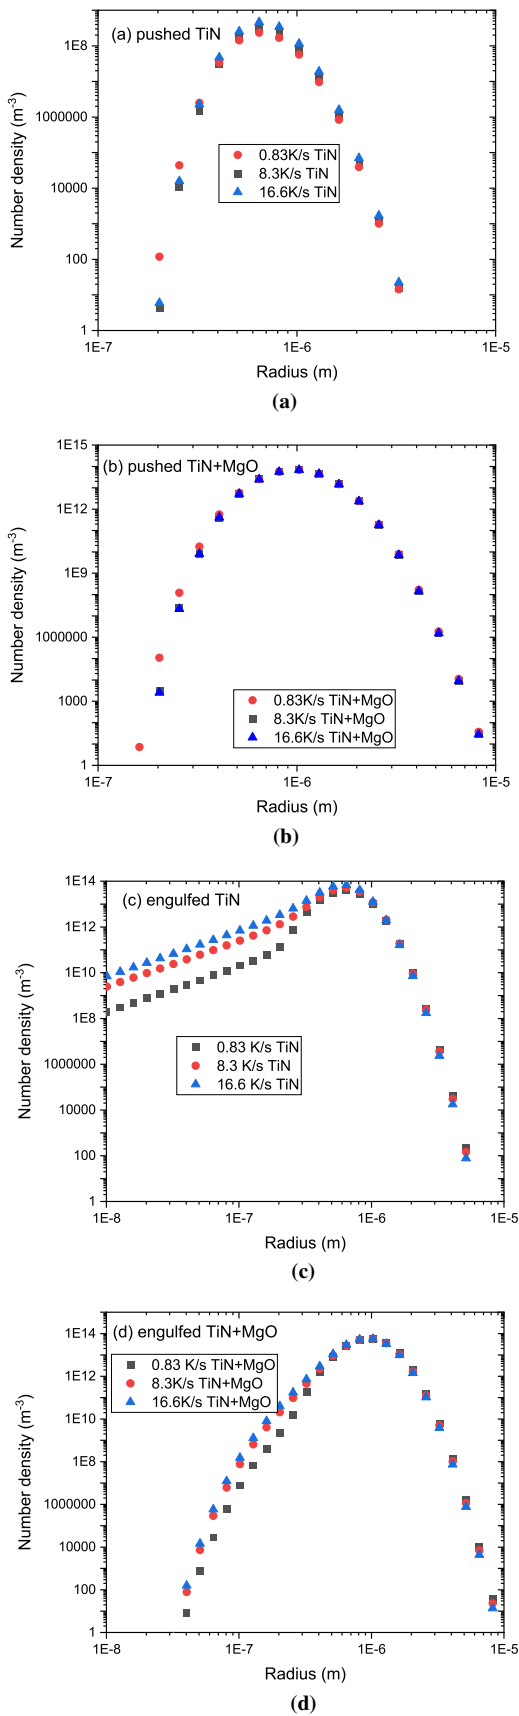 (a) pushed TiN
1E8
1000000
10000
100
1
Number density (m-3)
0.83K/s TiN
8.3K/s TiN
16.6K/s TiN
1E-7 1E-6 1E-5
Radius (m)
(a)
1E15
(b) pushed TiN+MgO
1E12
1E9
1000000
1000
1
Number density (m-3)
0.83K/s TiN+MgO
8.3K/s TiN+MgO
16.6K/s TiN+MgO
1E-7 1E-6 1E-5
Radius (m)
(b)
1E14
(c) engulfed TiN
1E12
1E10
1E8
1000000
10000
100
1
Number density (m-3)
0.83 K/s TiN
8.3 K/s TiN
16.6 K/s TiN
1E-8 1E-7 1E-6 1E-5
Radius (m)
(c)
1E14
(d) engulfed TiN+MgO
1E12
1E10
1E8
1000000
10000
100
1
Number density (m-3)
0.83 K/s TiN+MgO
8.3K/s TiN+MgO
16.6K/s TiN+MgO
1E-8 1E-7 1E-6 1E-5
Radius (m)
(d)